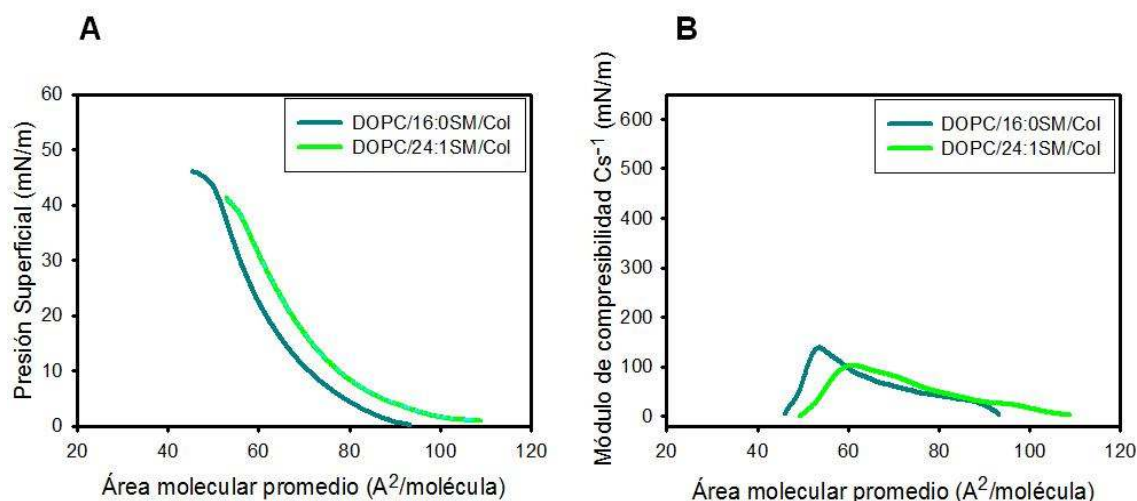 A
Presión Superficial (mN/m)
60
50
40
30
20
10
0
DOPC/16:0SM/Col
DOPC/24:1SM/Col
20 40 60 80 100 120
Área molecular promedio (A²/molécula)
B
Módulo de compresibilidad Cs⁻¹ (mN/m)
600
500
400
300
200
100
0
DOPC/16:0SM/Col
DOPC/24:1SM/Col
20 40 60 80 100 120
Área molecular promedio (A²/molécula)